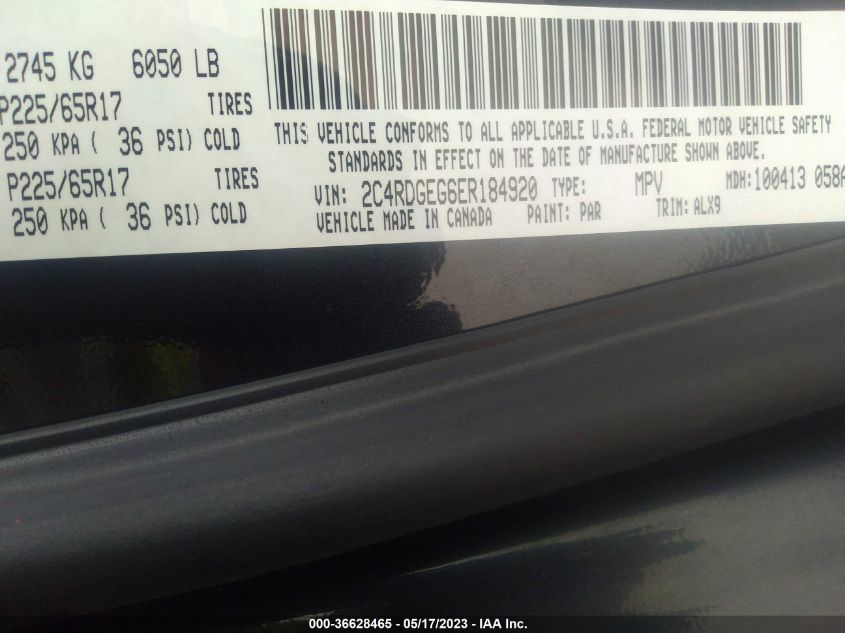 2745 KG 6050 LB
P225/65R17 TIRES
250 KPA ( 36 PSI) COLD
P225/65R17 TIRES
250 KPA ( 36 PSI) COLD
THIS VEHICLE CONFORMS TO ALL APPLICABLE U.S.A. FEDERAL MOTOR VEHICLE SAFETY
STANDARDS IN EFFECT ON THE DATE OF MANUFACTURE SHOWN ABOVE.
VIN: 2C4RDGEG6ER184920 TYPE: MPV MDH:100413 058A
VEHICLE MADE IN CANADA PAINT: PAR TRIM: ALX9
000-36628465 - 05/17/2023 - IAA Inc.